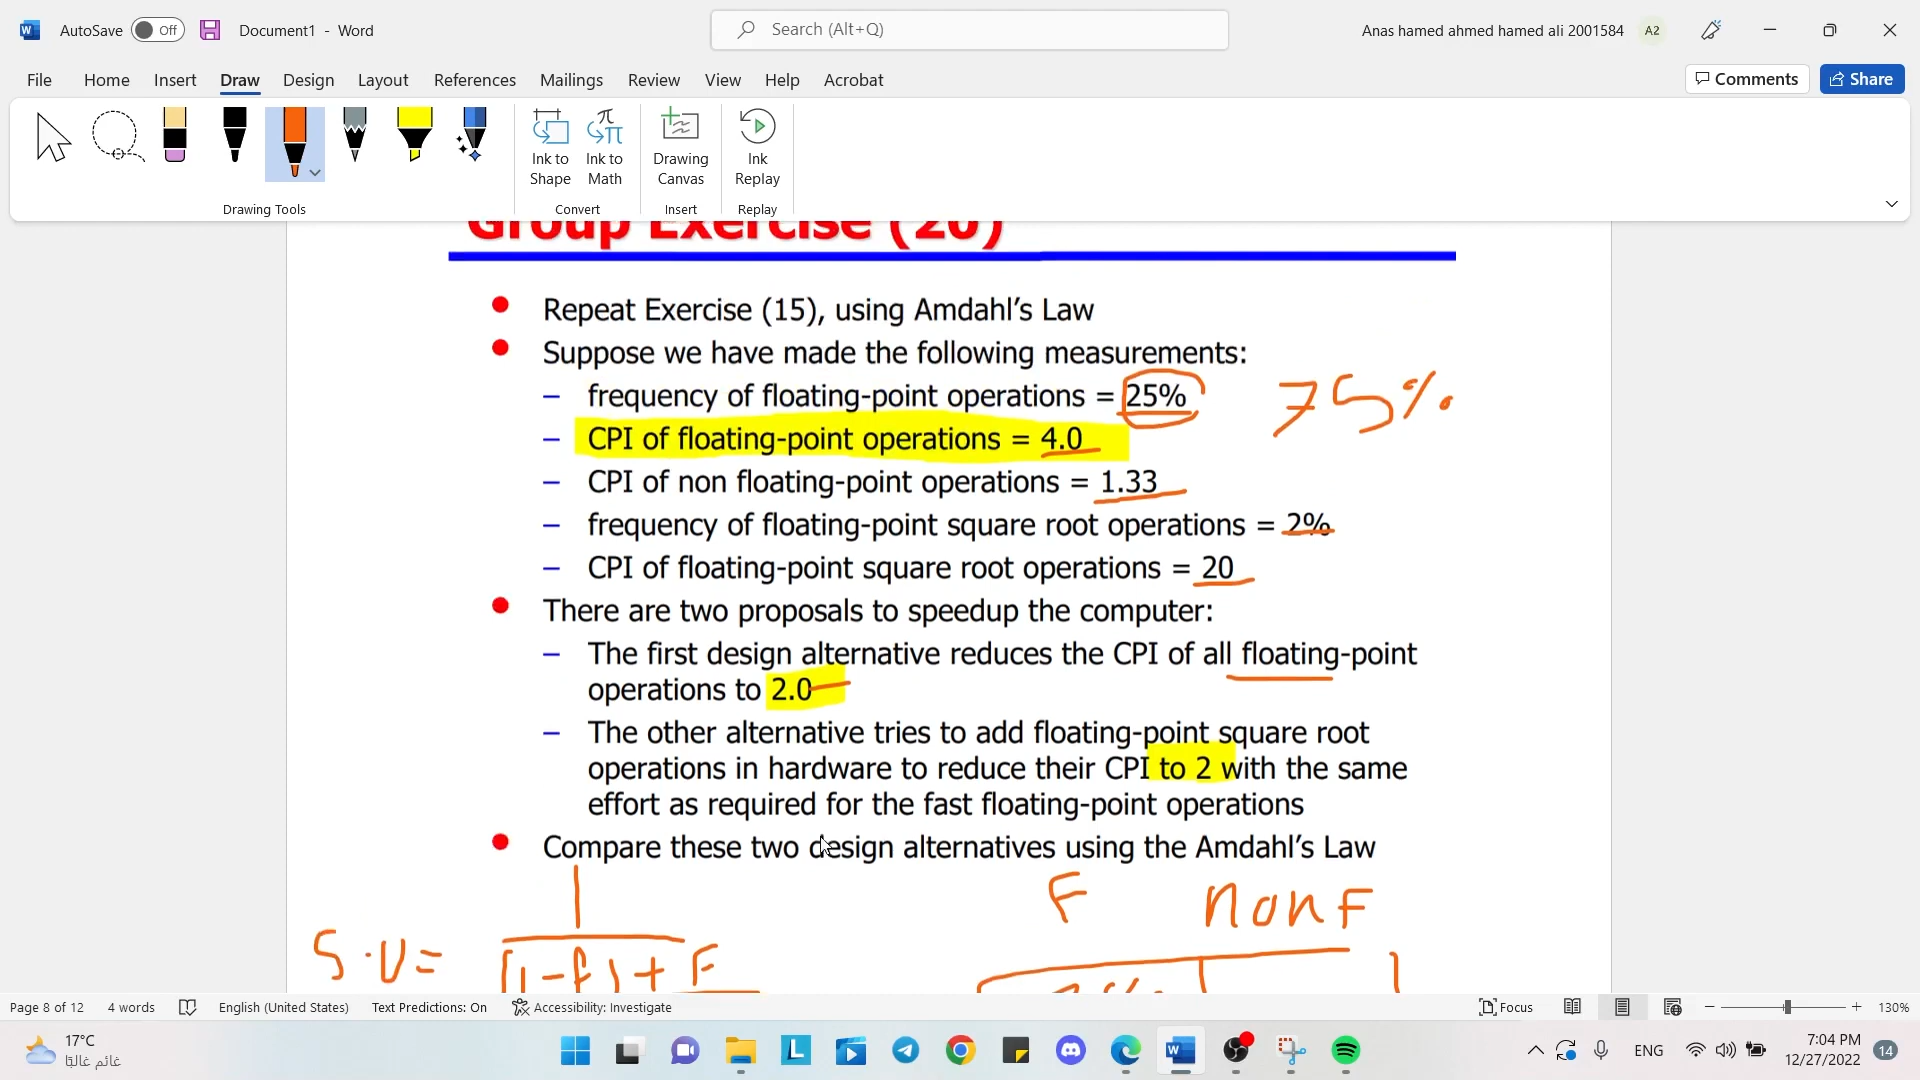 AutoSave Off Document1 - Word Search (Alt+Q) Anas hamed ahmed hamed ali 2001584 A2
File Home Insert Draw Design Layout References Mailings Review View Help Acrobat Comments Share
Ink to Shape
Ink to Math
Drawing Canvas
Ink Replay
Drawing Tools Convert Insert Replay
Group Exercise (20)
Repeat Exercise (15), using Amdahl's Law
Suppose we have made the following measurements:
– frequency of floating-point operations = 25% 75%
– CPI of floating-point operations = 4.0
– CPI of non floating-point operations = 1.33
– frequency of floating-point square root operations = 2%
– CPI of floating-point square root operations = 20
There are two proposals to speedup the computer:
– The first design alternative reduces the CPI of all floating-point
operations to 2.0
– The other alternative tries to add floating-point square root
operations in hardware to reduce their CPI to 2 with the same
effort as required for the fast floating-point operations
Compare these two design alternatives using the Amdahl's Law
1 F non F
S.U= (1-f)+ F
Page 8 of 12 4 words English (United States) Text Predictions: On Accessibility: Investigate Focus 130%
17°C
غائم غالبًا
ENG
7:04 PM
12/27/2022
14